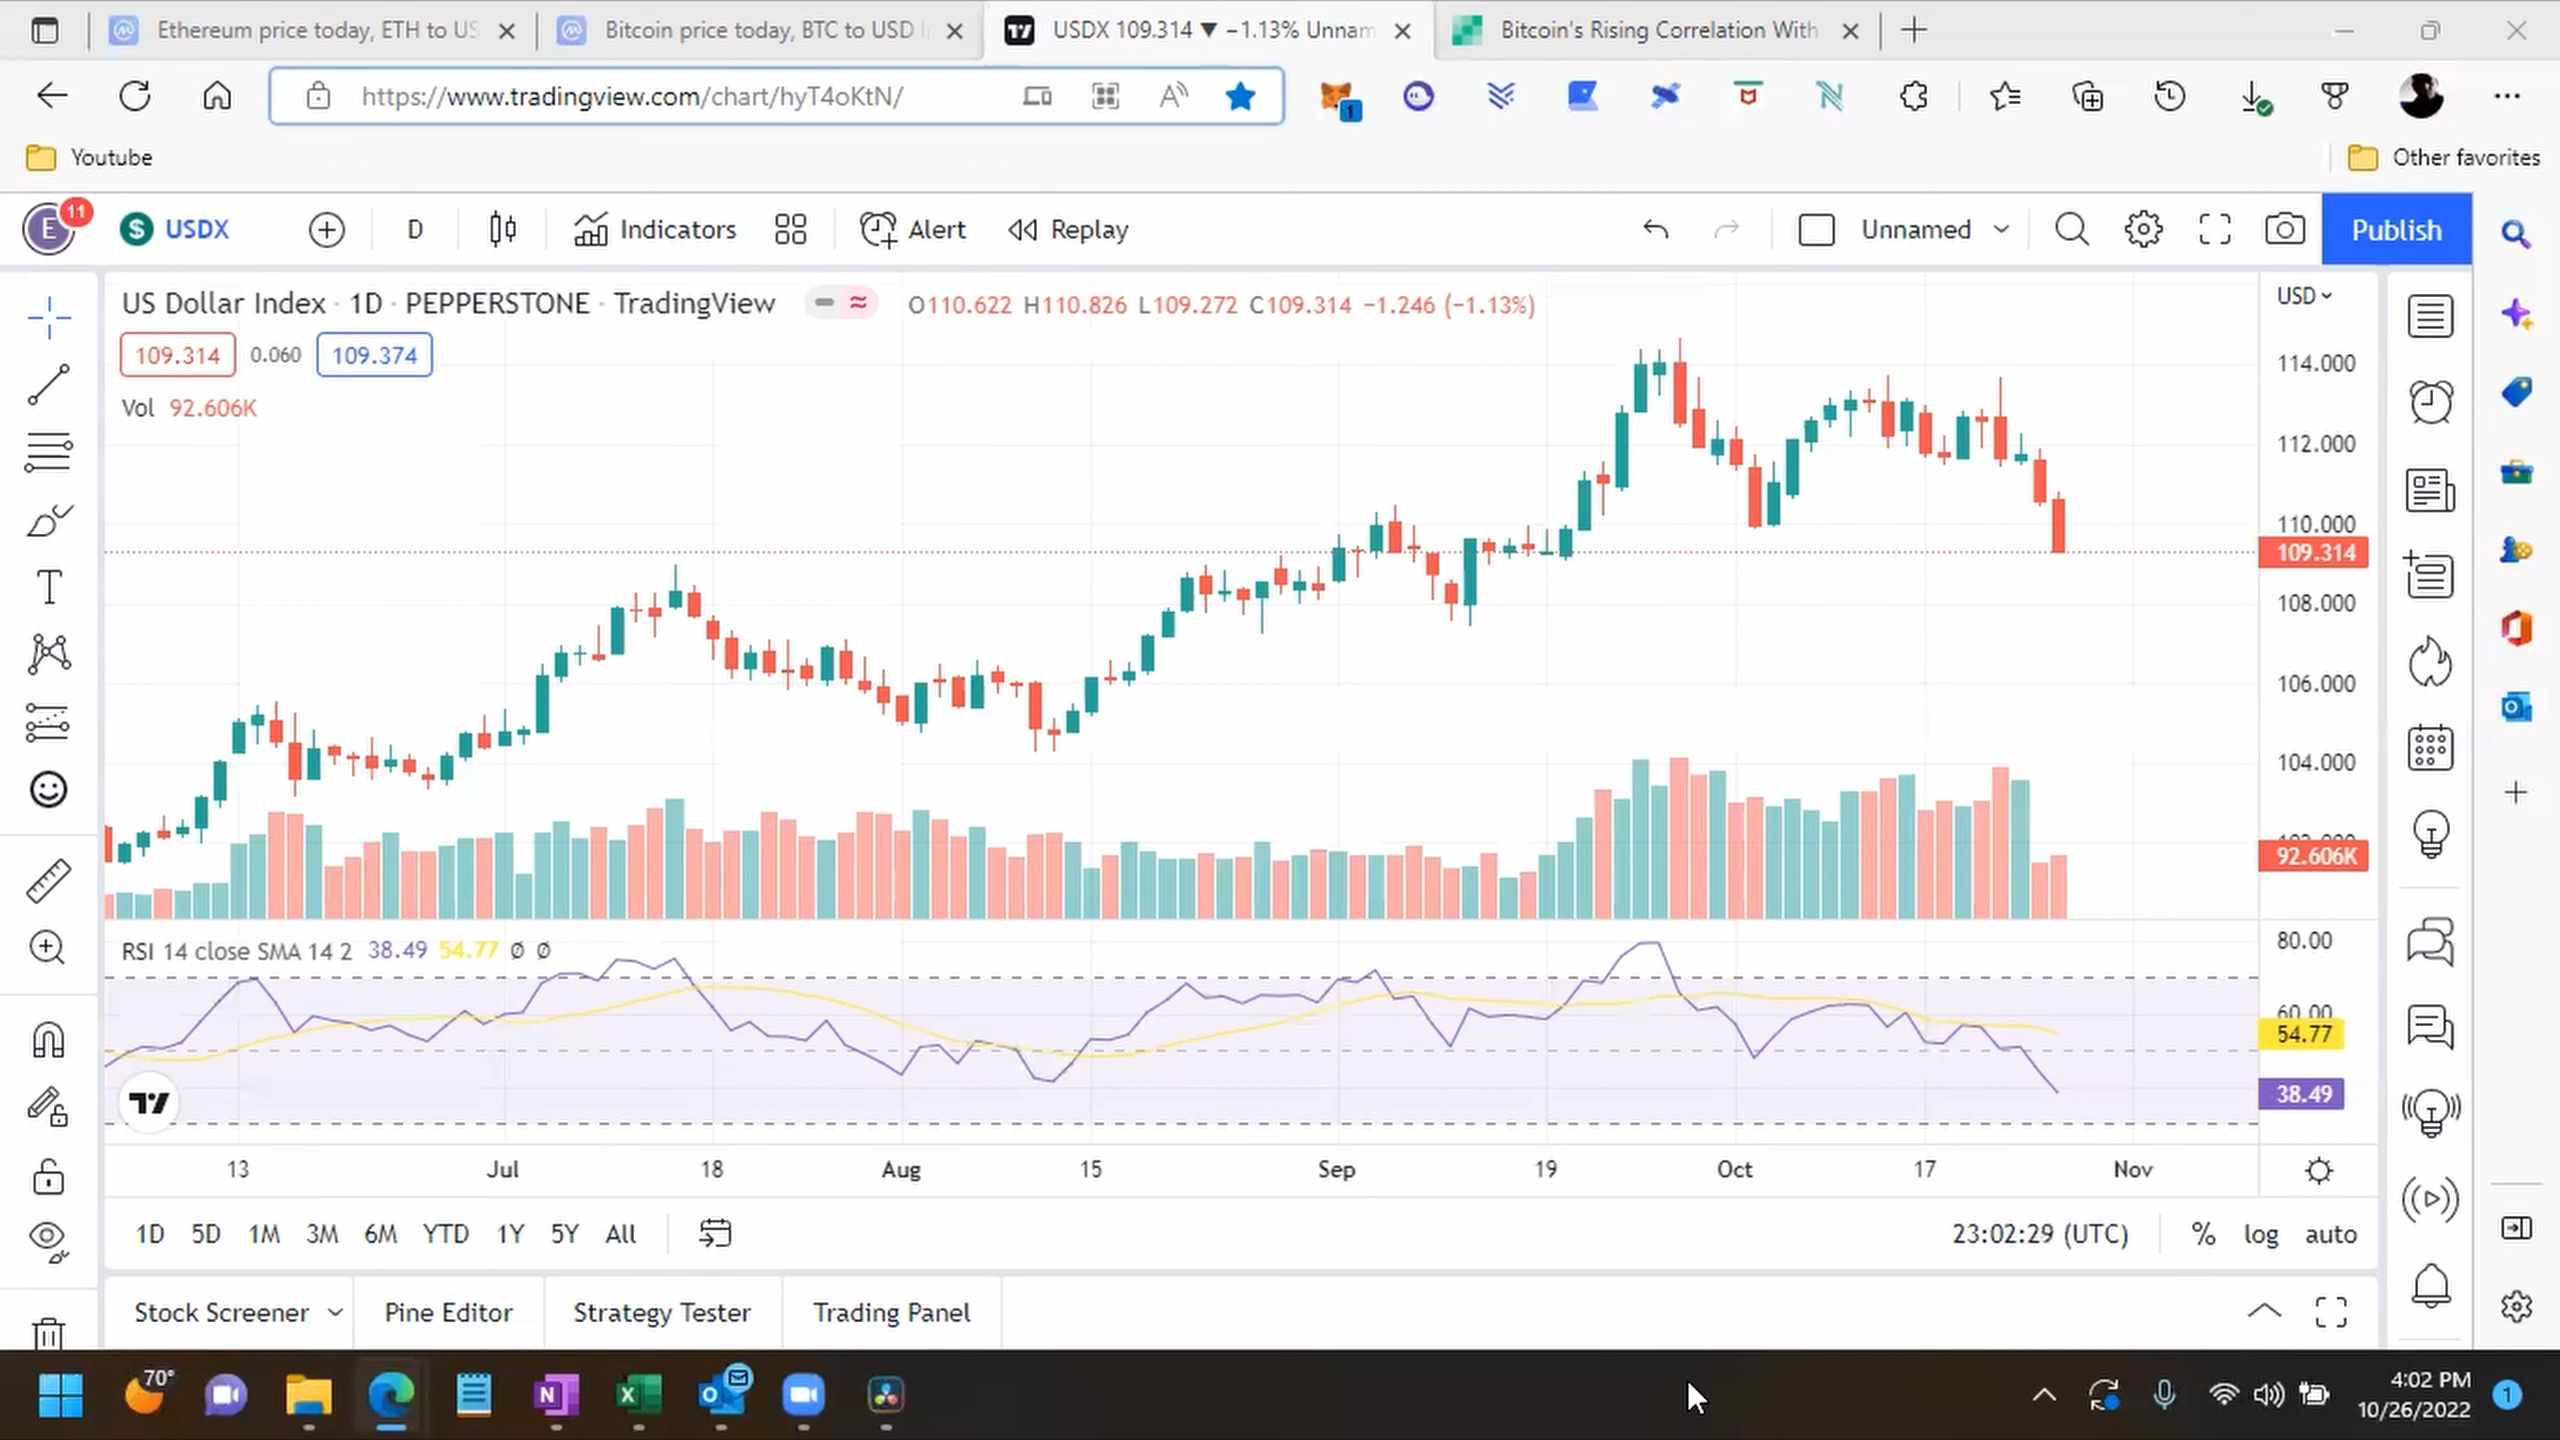 Ethereum price today, ETH to US
Bitcoin price today, BTC to USD
USDX 109.314 ▼ −1.13% Unnam
Bitcoin's Rising Correlation With
https://www.tradingview.com/chart/hyT4oKtN/
1
Youtube
Other favorites
E
11
USDX
D
Indicators
Alert
Replay
Unnamed
Publish
US Dollar Index · 1D · PEPPERSTONE · TradingView
O110.622 H110.826 L109.272 C109.314 −1.246 (−1.13%)
USD
109.314
0.060
109.374
Vol 92.606K
114.000
112.000
110.000
109.314
108.000
106.000
104.000
92.606K
RSI 14 close SMA 14 2 38.49 54.77 Ø Ø
80.00
60.00
54.77
38.49
13
Jul
18
Aug
15
Sep
19
Oct
17
Nov
1D 5D 1M 3M 6M YTD 1Y 5Y All
23:02:29 (UTC)
% log auto
Stock Screener
Pine Editor
Strategy Tester
Trading Panel
70°
4:02 PM
10/26/2022
1